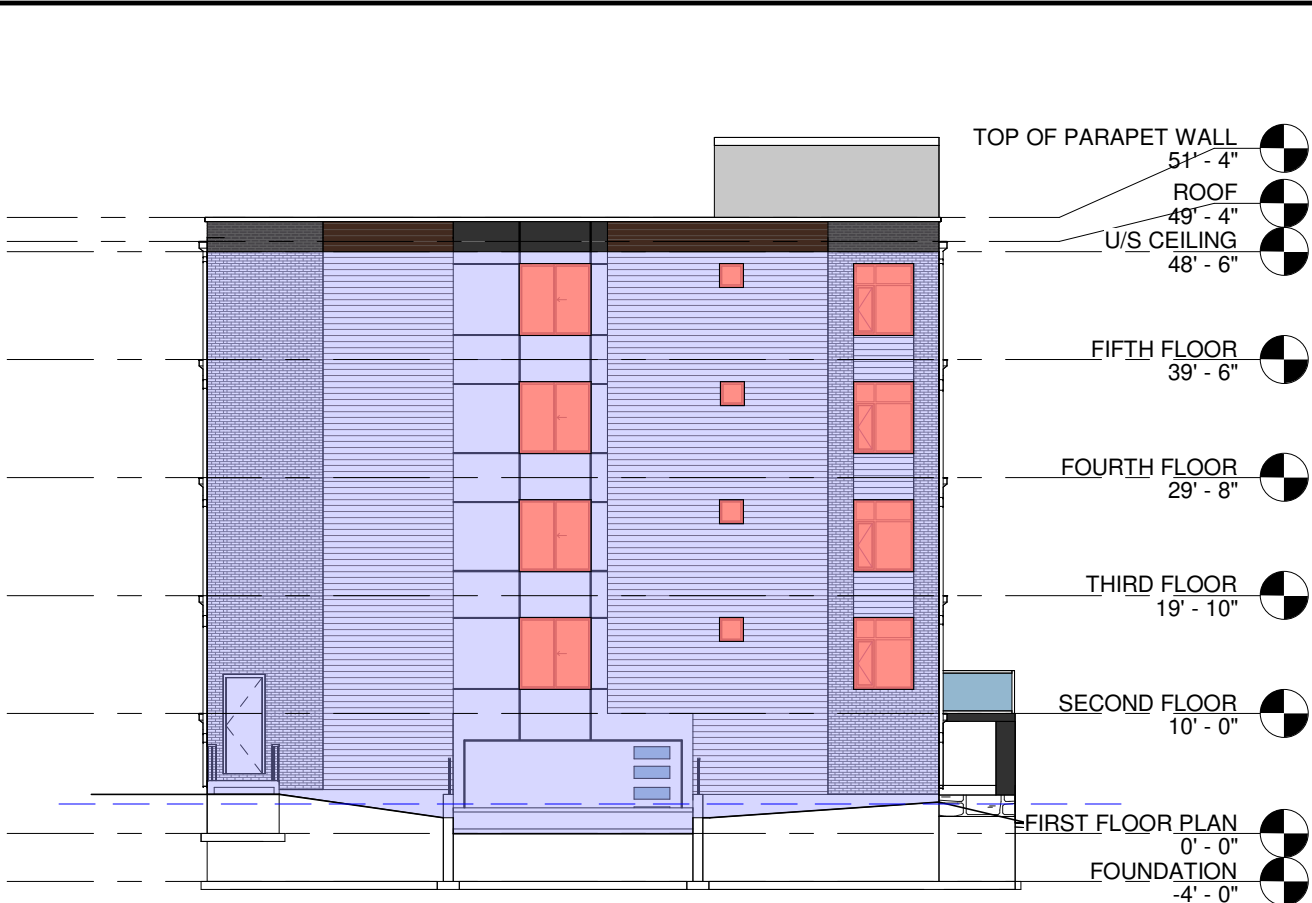 TOP OF PARAPET WALL
51' - 4"
ROOF
49' - 4"
U/S CEILING
48' - 6"
FIFTH FLOOR
39' - 6"
FOURTH FLOOR
29' - 8"
THIRD FLOOR
19' - 10"
SECOND FLOOR
10' - 0"
FIRST FLOOR PLAN
0' - 0"
FOUNDATION
-4' - 0"